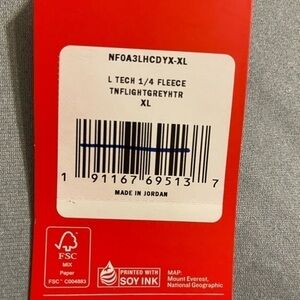 NF0A3LHCDYX-XL
L TECH 1/4 FLEECE
TNFLIGHTGREYHTR
XL
1 91167 69513 7
MADE IN JORDAN
FSC
MIX
Paper
FSC® C004883
PRINTED WITH
SOY INK
MAP:
Mount Everest,
National Geographic